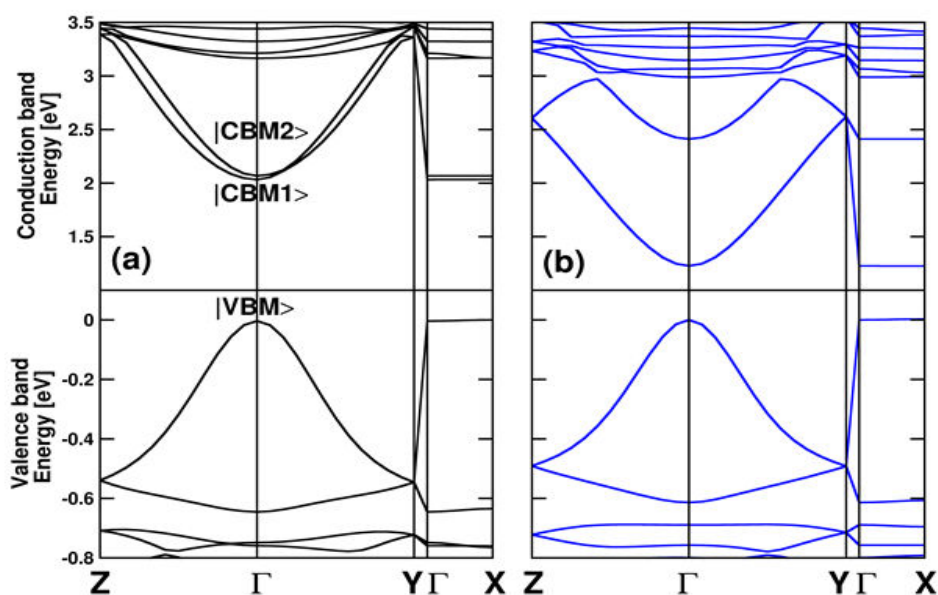 3.5
3
2.5
2
1.5
Conduction band
Energy [eV]
|CBM2>
|CBM1>
(a)
(b)
|VBM>
0
-0.2
-0.4
-0.6
-0.8
Valence band
Energy [eV]
Z Γ Y Γ X Z Γ Y Γ X